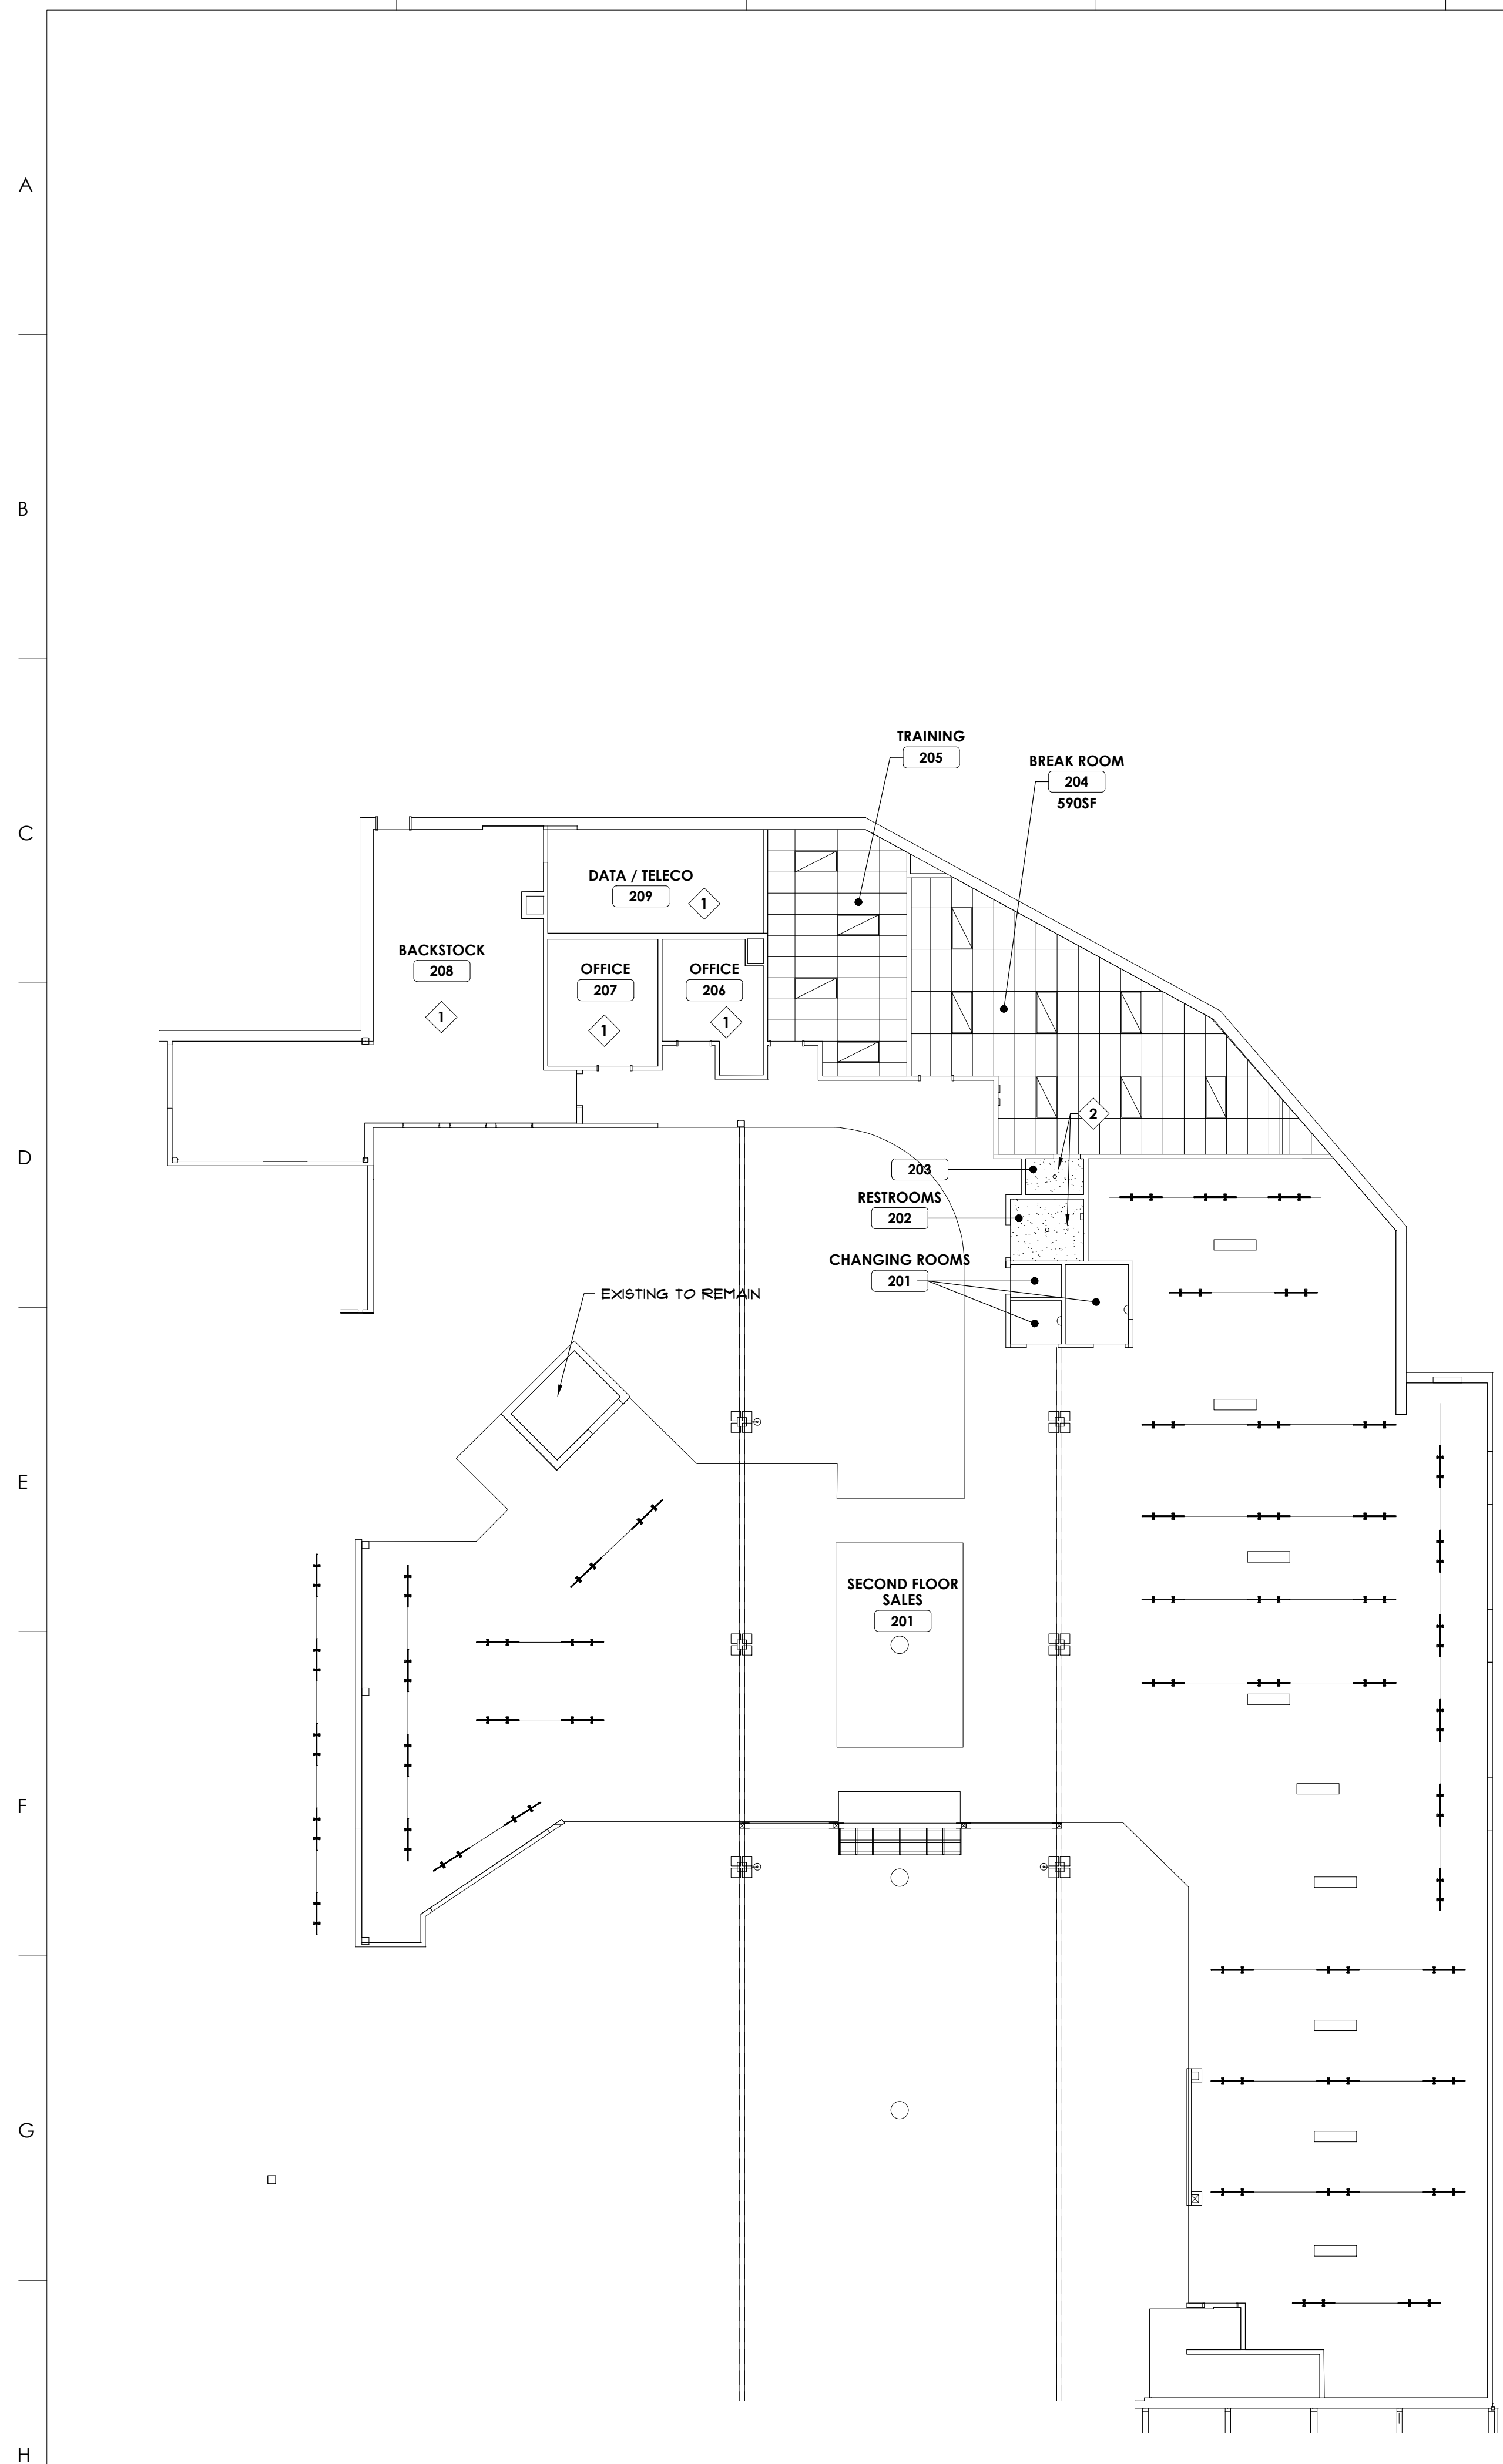 A
B
TRAINING
205
BREAK ROOM
204
590SF
C
DATA / TELECO
209
1
BACKSTOCK
208
1
OFFICE
207
1
OFFICE
206
1
2
D
203
RESTROOMS
202
CHANGING ROOMS
201
EXISTING TO REMAIN
E
SECOND FLOOR
SALES
201
F
G
H